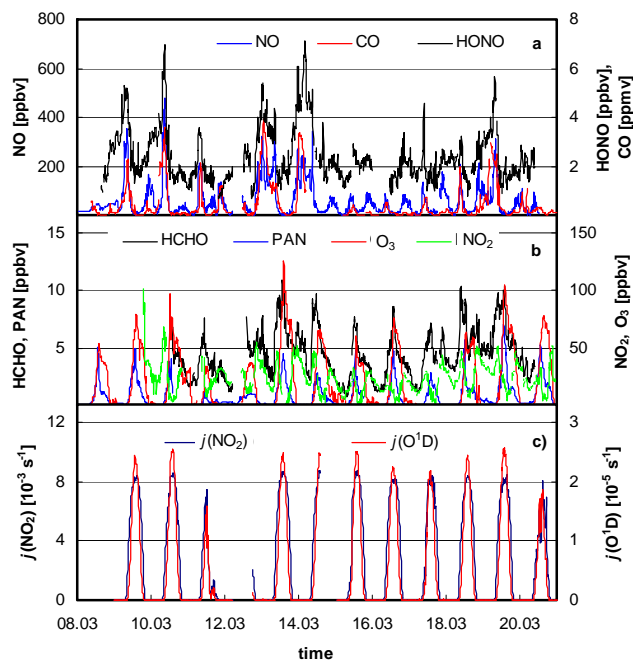 800
8
NO
CO
HONO
a
600
6
400
4
200
2
0
NO [ppbv]
HONO [ppbv],
CO [ppmv]
15
150
HCHO
PAN
O3
NO2
b
10
100
5
50
0
HCHO, PAN [ppbv]
NO2, O3 [ppbv]
12
3
j(NO2)
j(O1D)
c)
8
2
4
1
0
0
j(NO2) [10-3 s-1]
j(O1D) [10-5 s-1]
08.03 10.03 12.03 14.03 16.03 18.03 20.03
time